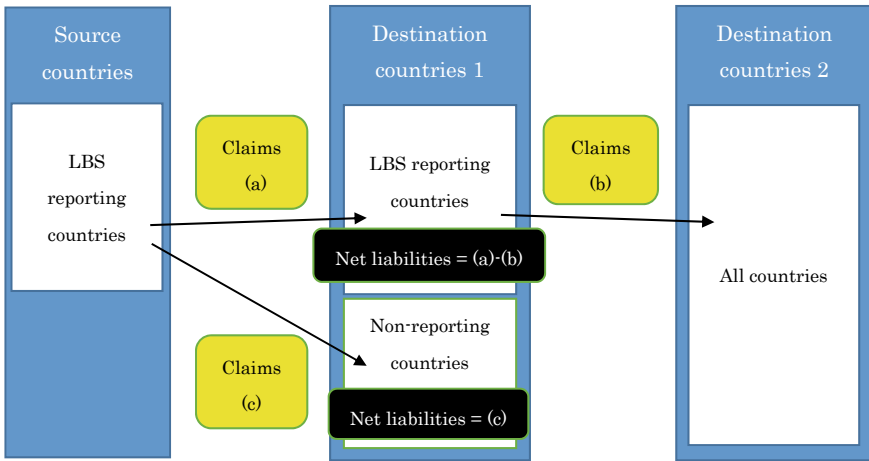 Source
countries
LBS
reporting
countries
Claims
(a)
Claims
(c)
Destination
countries 1
LBS reporting
countries
Net liabilities = (a)-(b)
Non-reporting
countries
Net liabilities = (c)
Claims
(b)
Destination
countries 2
All countries